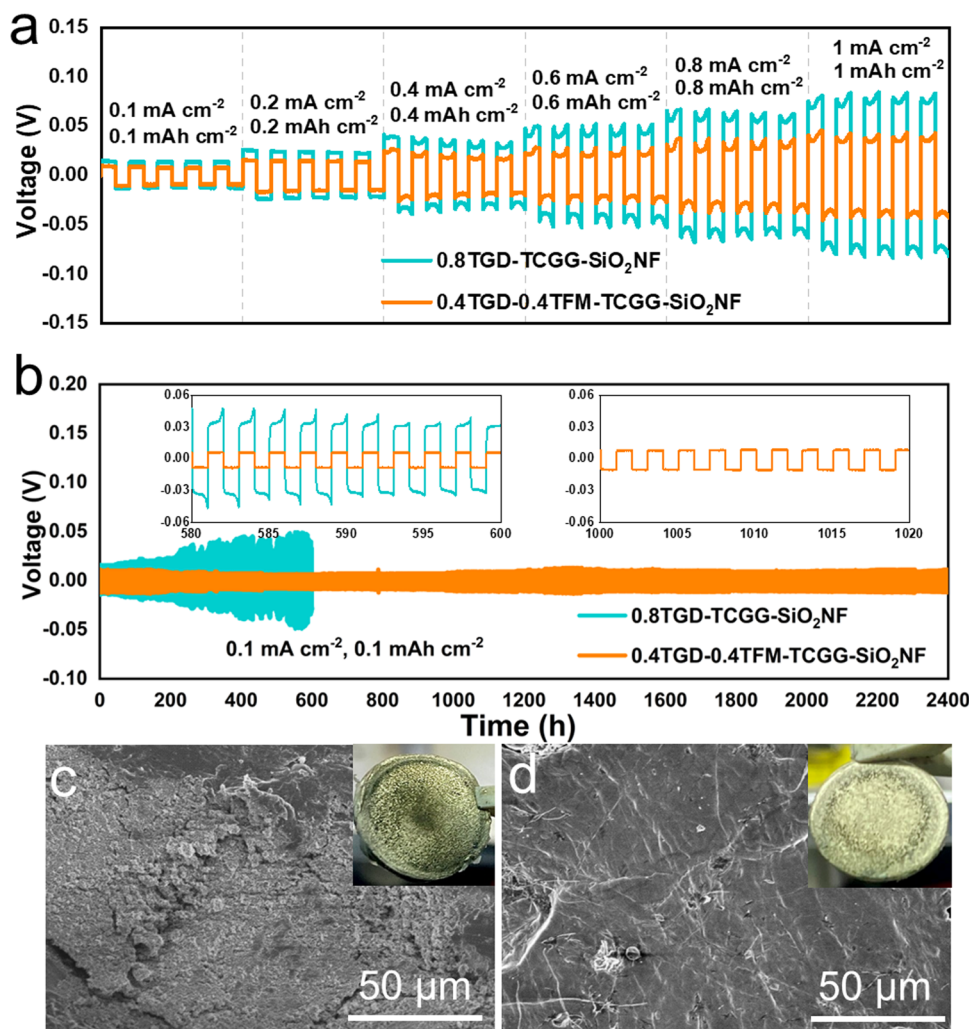 a
0.15
0.10
0.05
0.00
-0.05
-0.10
-0.15
Voltage (V)
0.1 mA cm⁻²
0.1 mAh cm⁻²
0.2 mA cm⁻²
0.2 mAh cm⁻²
0.4 mA cm⁻²
0.4 mAh cm⁻²
0.6 mA cm⁻²
0.6 mAh cm⁻²
0.8 mA cm⁻²
0.8 mAh cm⁻²
1 mA cm⁻²
1 mAh cm⁻²
0.8TGD-TCGG-SiO₂NF
0.4TGD-0.4TFM-TCGG-SiO₂NF
b
0.20
0.15
0.10
0.05
0.00
-0.05
-0.10
Voltage (V)
0.06
0.03
0.00
-0.03
-0.06
580 585 590 595 600
0.06
0.03
0.00
-0.03
-0.06
1000 1005 1010 1015 1020
0.1 mA cm⁻², 0.1 mAh cm⁻²
0.8TGD-TCGG-SiO₂NF
0.4TGD-0.4TFM-TCGG-SiO₂NF
0 200 400 600 800 1000 1200 1400 1600 1800 2000 2200 2400
Time (h)
c
50 μm
d
50 μm